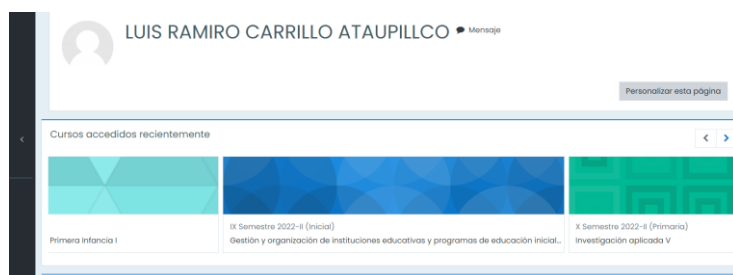 LUIS RAMIRO CARRILLO ATAUPILLCO Mensaje
Personalizar esta página
Cursos accedidos recientemente
Primera Infancia I
IX Semestre 2022-II (Inicial)
Gestión y organización de instituciones educativas y programas de educación inicial...
X Semestre 2022-II (Primaria)
Investigación aplicada V